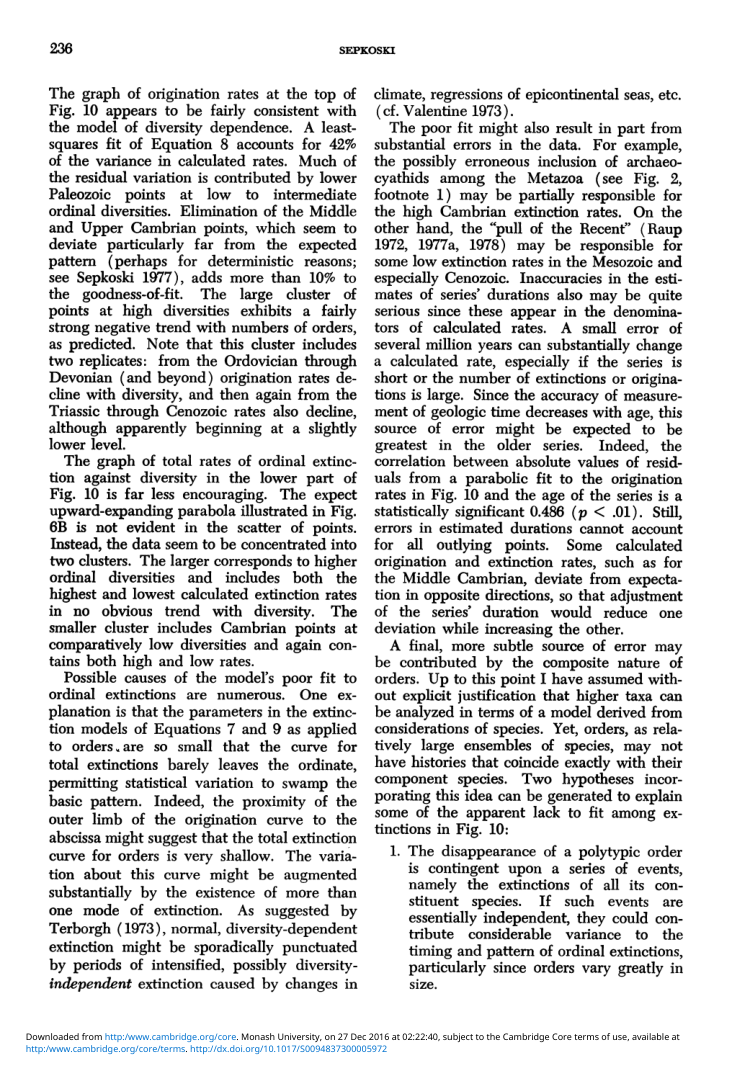 236
SEPKOSKI
The graph of origination rates at the top of
Fig. 10 appears to be fairly consistent with
the model of diversity dependence. A least-
squares fit of Equation 8 accounts for 42%
of the variance in calculated rates. Much of
the residual variation is contributed by lower
Paleozoic points at low to intermediate
ordinal diversities. Elimination of the Middle
and Upper Cambrian points, which seem to
deviate particularly far from the expected
pattern (perhaps for deterministic reasons;
see Sepkoski 1977), adds more than 10% to
the goodness-of-fit. The large cluster of
points at high diversities exhibits a fairly
strong negative trend with numbers of orders,
as predicted. Note that this cluster includes
two replicates: from the Ordovician through
Devonian (and beyond) origination rates de-
cline with diversity, and then again from the
Triassic through Cenozoic rates also decline,
although apparently beginning at a slightly
lower level.
The graph of total rates of ordinal extinc-
tion against diversity in the lower part of
Fig. 10 is far less encouraging. The expect
upward-expanding parabola illustrated in Fig.
6B is not evident in the scatter of points.
Instead, the data seem to be concentrated into
two clusters. The larger corresponds to higher
ordinal diversities and includes both the
highest and lowest calculated extinction rates
in no obvious trend with diversity. The
smaller cluster includes Cambrian points at
comparatively low diversities and again con-
tains both high and low rates.
Possible causes of the model's poor fit to
ordinal extinctions are numerous. One ex-
planation is that the parameters in the extinc-
tion models of Equations 7 and 9 as applied
to orders are so small that the curve for
total extinctions barely leaves the ordinate,
permitting statistical variation to swamp the
basic pattern. Indeed, the proximity of the
outer limb of the origination curve to the
abscissa might suggest that the total extinction
curve for orders is very shallow. The varia-
tion about this curve might be augmented
substantially by the existence of more than
one mode of extinction. As suggested by
Terborgh (1973), normal, diversity-dependent
extinction might be sporadically punctuated
by periods of intensified, possibly diversity-
independent extinction caused by changes in
climate, regressions of epicontinental seas, etc.
(cf. Valentine 1973).
The poor fit might also result in part from
substantial errors in the data. For example,
the possibly erroneous inclusion of archaeo-
cyathids among the Metazoa (see Fig. 2,
footnote 1) may be partially responsible for
the high Cambrian extinction rates. On the
other hand, the "pull of the Recent" (Raup
1972, 1977a, 1978) may be responsible for
some low extinction rates in the Mesozoic and
especially Cenozoic. Inaccuracies in the esti-
mates of series' durations also may be quite
serious since these appear in the denomina-
tors of calculated rates. A small error of
several million years can substantially change
a calculated rate, especially if the series is
short or the number of extinctions or origina-
tions is large. Since the accuracy of measure-
ment of geologic time decreases with age, this
source of error might be expected to be
greatest in the older series. Indeed, the
correlation between absolute values of resid-
uals from a parabolic fit to the origination
rates in Fig. 10 and the age of the series is a
statistically significant 0.486 (p < .01). Still,
errors in estimated durations cannot account
for all outlying points. Some calculated
origination and extinction rates, such as for
the Middle Cambrian, deviate from expecta-
tion in opposite directions, so that adjustment
of the series' duration would reduce one
deviation while increasing the other.
A final, more subtle source of error may
be contributed by the composite nature of
orders. Up to this point I have assumed with-
out explicit justification that higher taxa can
be analyzed in terms of a model derived from
considerations of species. Yet, orders, as rela-
tively large ensembles of species, may not
have histories that coincide exactly with their
component species. Two hypotheses incor-
porating this idea can be generated to explain
some of the apparent lack to fit among ex-
tinctions in Fig. 10:
1. The disappearance of a polytypic order
is contingent upon a series of events,
namely the extinctions of all its con-
stituent species. If such events are
essentially independent, they could con-
tribute considerable variance to the
timing and pattern of ordinal extinctions,
particularly since orders vary greatly in
size.
Downloaded from http:/www.cambridge.org/core. Monash University, on 27 Dec 2016 at 02:22:40, subject to the Cambridge Core terms of use, available at
http:/www.cambridge.org/core/terms. http://dx.doi.org/10.1017/S0094837300005972